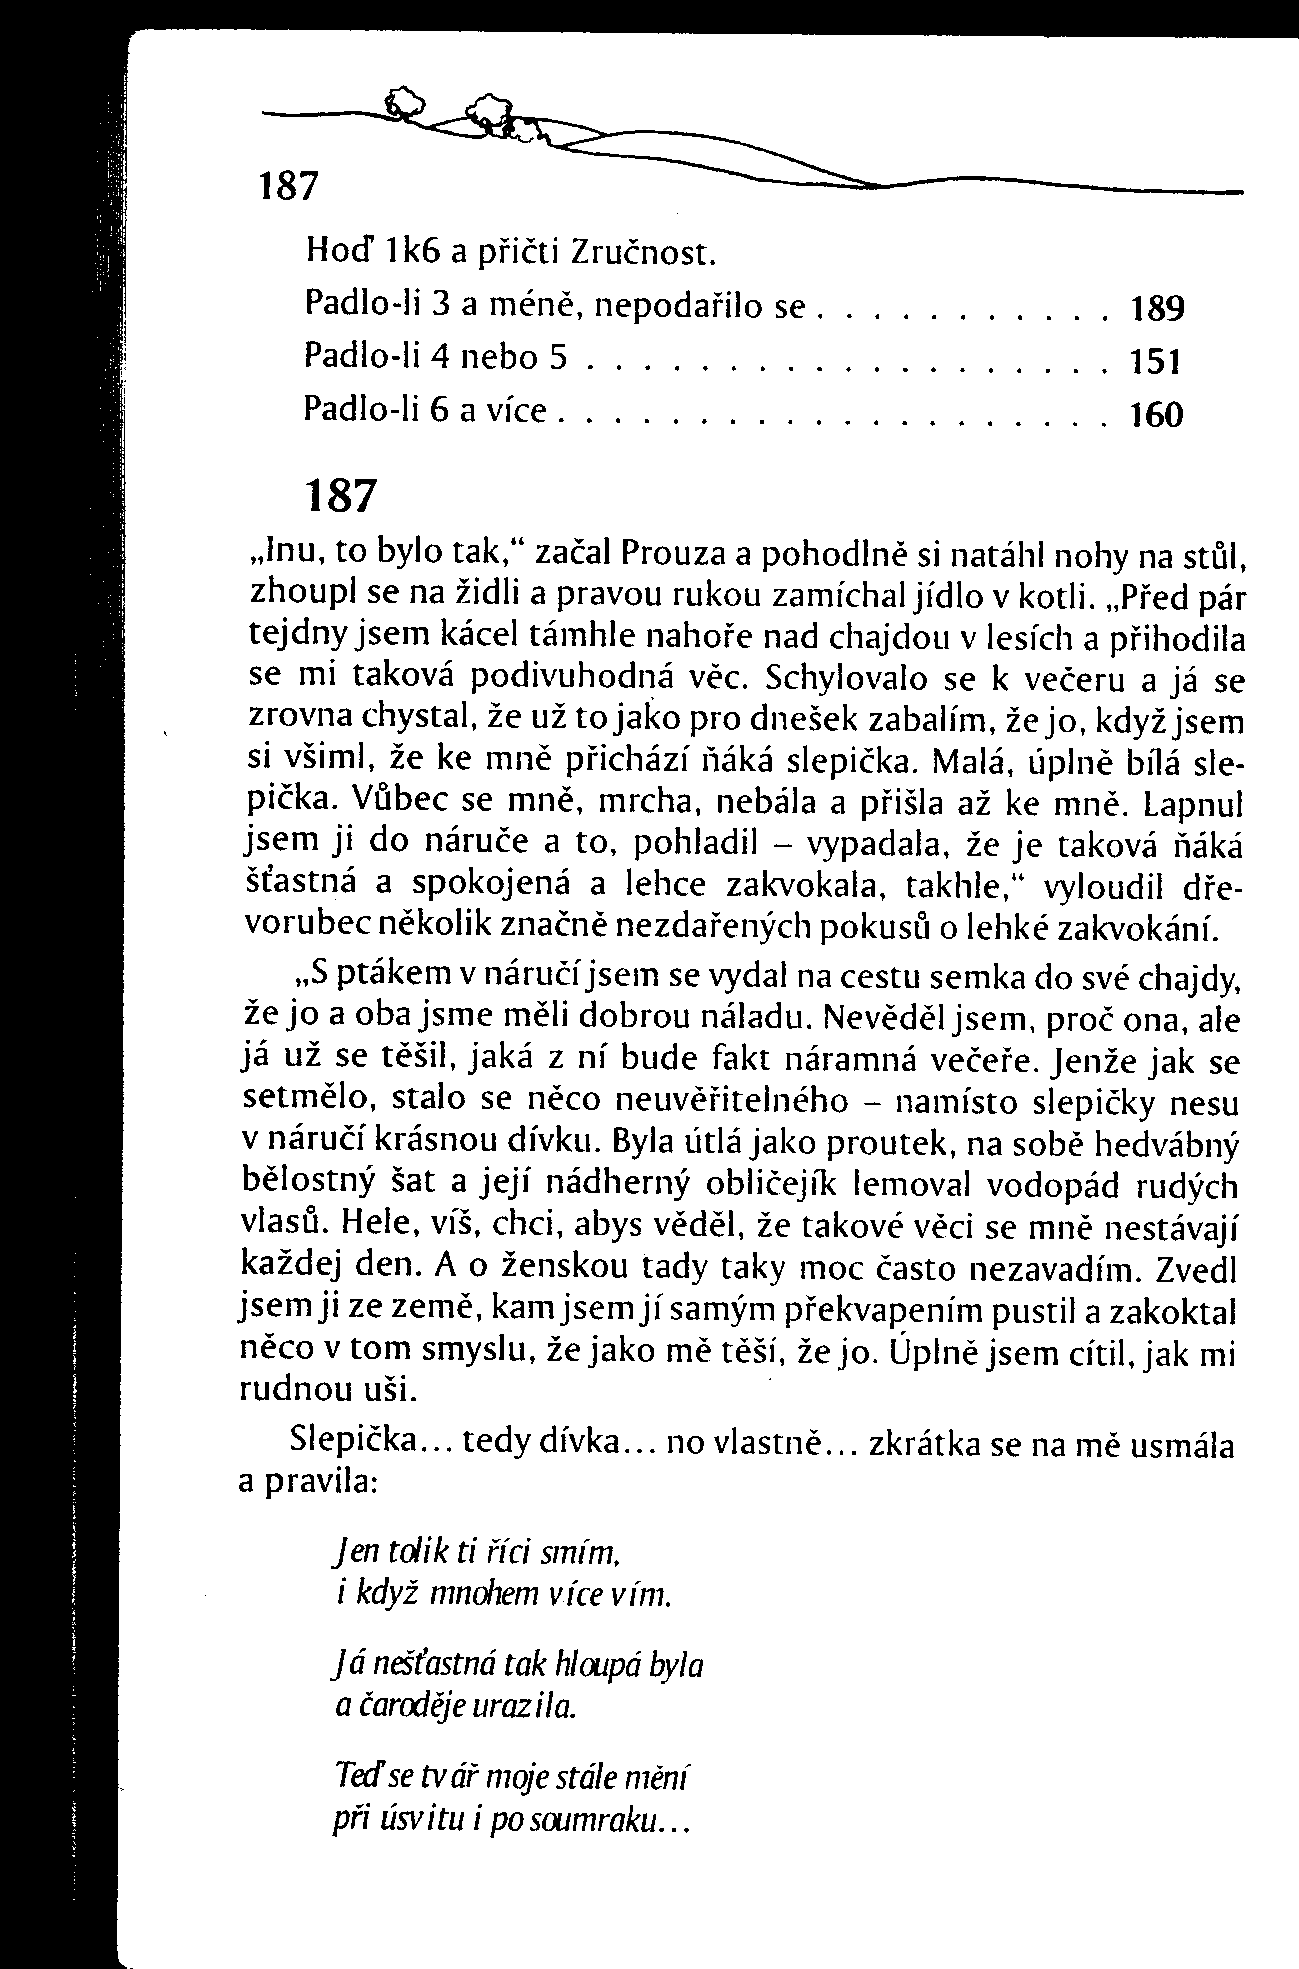 187
Hoď 1k6 a přičti Zručnost.
Padlo-li 3 a méně, nepodařilo se . . . . . . . . . . . 189
Padlo-li 4 nebo 5 . . . . . . . . . . . . . . . . . . . 151
Padlo-li 6 a více . . . . . . . . . . . . . . . . . . . . 160
187
„Inu, to bylo tak,“ začal Prouza a pohodlně si natáhl nohy na stůl,
zhoupl se na židli a pravou rukou zamíchal jídlo v kotli. „Před pár
tejdny jsem kácel támhle nahoře nad chajdou v lesích a přihodila
se mi taková podivuhodná věc. Schylovalo se k večeru a já se
zrovna chystal, že už to jako pro dnešek zabalím, že jo, když jsem
si všiml, že ke mně přichází ňáká slepička. Malá, úplně bílá sle-
pička. Vůbec se mně, mrcha, nebála a přišla až ke mně. Lapnul
jsem ji do náruče a to, pohladil – vypadala, že je taková ňáká
šťastná a spokojená a lehce zakvokala, takhle,“ vyloudil dře-
vorubec několik značně nezdařených pokusů o lehké zakvokání.
„S ptákem v náručí jsem se vydal na cestu semka do své chajdy,
že jo a oba jsme měli dobrou náladu. Nevěděl jsem, proč ona, ale
já už se těšil, jaká z ní bude fakt náramná večeře. Jenže jak se
setmělo, stalo se něco neuvěřitelného – namísto slepičky nesu
v náručí krásnou dívku. Byla útlá jako proutek, na sobě hedvábný
bělostný šat a její nádherný obličejík lemoval vodopád rudých
vlasů. Hele, víš, chci, abys věděl, že takové věci se mně nestávají
každej den. A o ženskou tady taky moc často nezavadím. Zvedl
jsem ji ze země, kam jsem jí samým překvapením pustil a zakoktal
něco v tom smyslu, že jako mě těší, že jo. Úplně jsem cítil, jak mi
rudnou uši.
Slepička... tedy dívka... no vlastně... zkrátka se na mě usmála
a pravila:
Jen tolik ti říci smím,
i když mnohem více vím.
Já nešťastná tak hloupá byla
a čaroděje urazila.
Teď se tvář moje stále mění
při úsvitu i po soumraku...